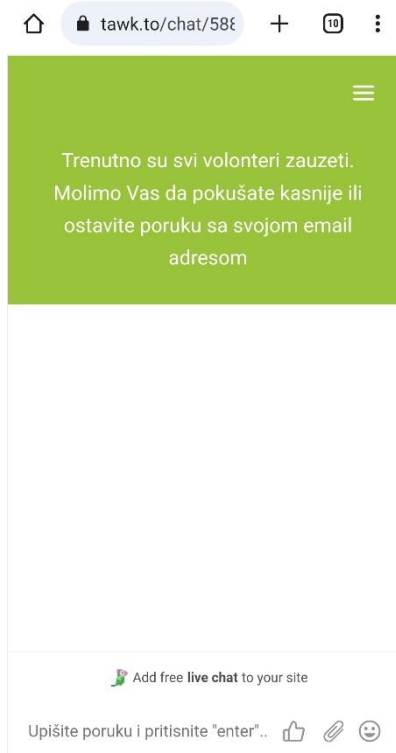 tawk.to/chat/588
10
Trenutno su svi volonteri zauzeti.
Molimo Vas da pokušate kasnije ili
ostavite poruku sa svojom email
adresom
Add free live chat to your site
Upišite poruku i pritisnite "enter"..